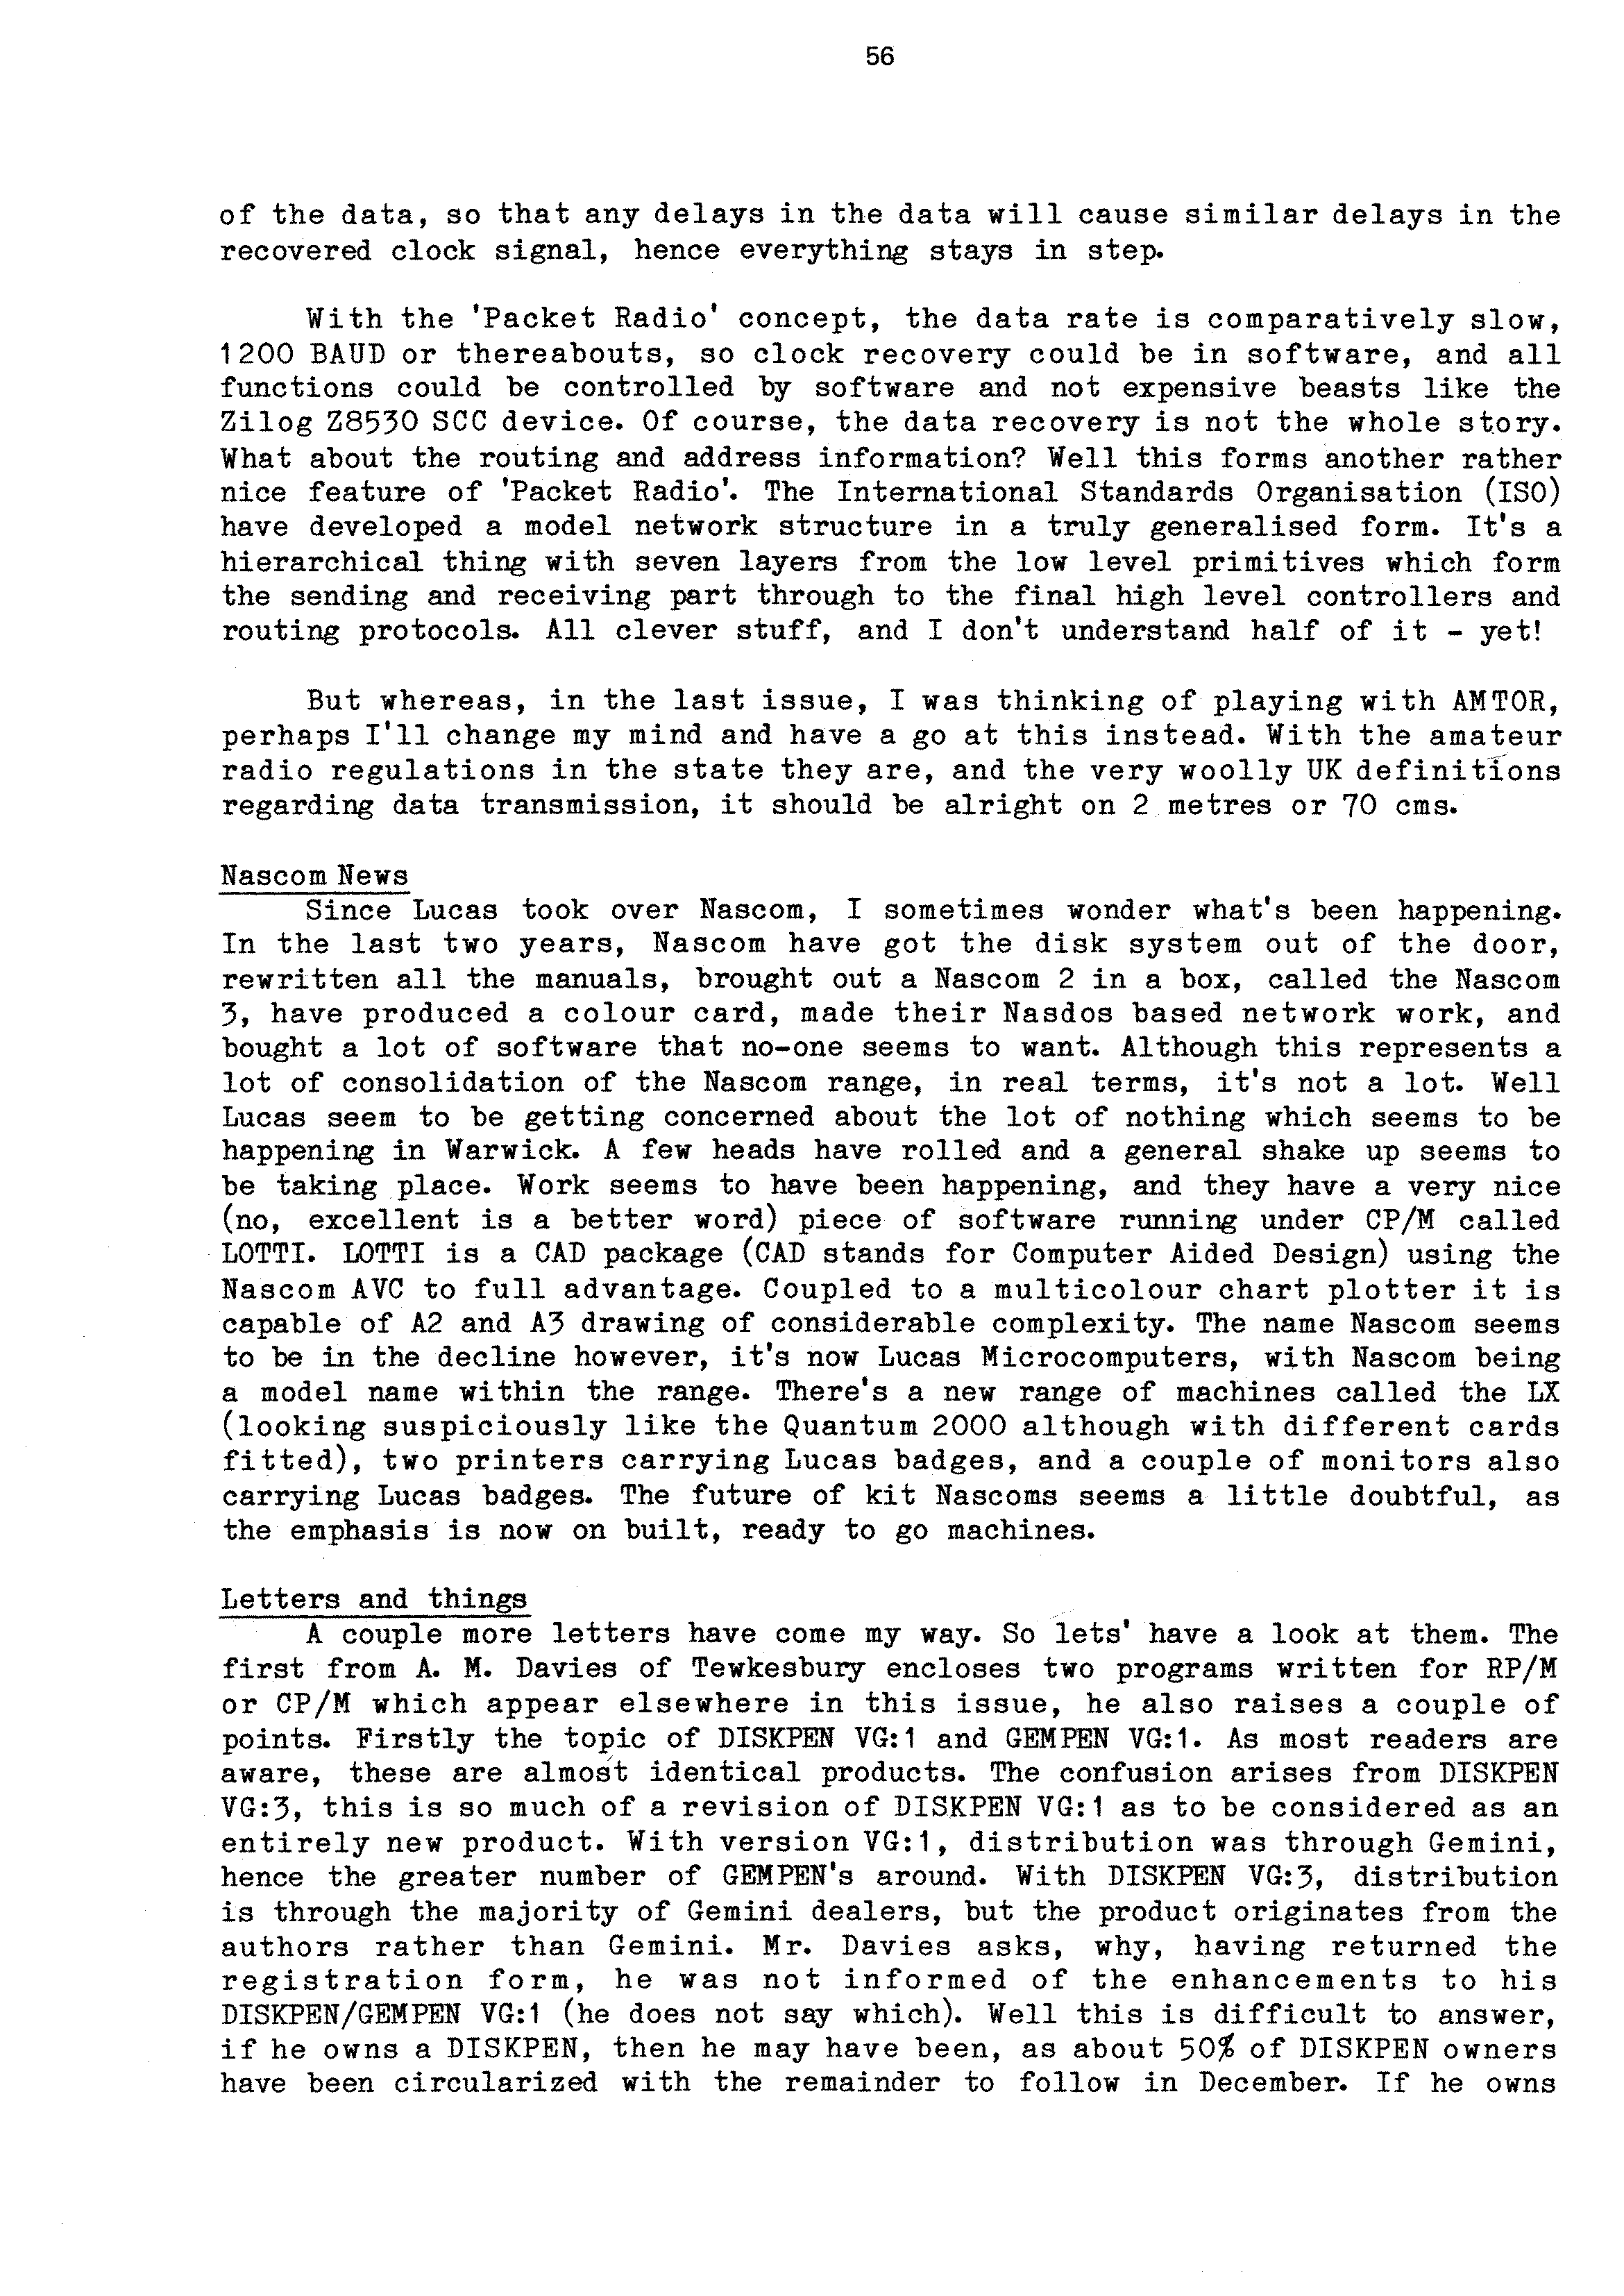 56
of the data, so that any delays in the data will cause similar delays in the
recovered clock signal, hence everything stays in step.
With the 'Packet Radio' concept, the data rate is comparatively slow,
1200 BAUD or thereabouts, so clock recovery could be in software, and all
functions could be controlled by software and not expensive beasts like the
Zilog Z8530 SCC device. Of course, the data recovery is not the whole story.
What about the routing and address information? Well this forms another rather
nice feature of 'Packet Radio'. The International Standards Organisation (ISO)
have developed a model network structure in a truly generalised form. It's a
hierarchical thing with seven layers from the low level primitives which form
the sending and receiving part through to the final high level controllers and
routing protocols. All clever stuff, and I don't understand half of it - yet!
But whereas, in the last issue, I was thinking of playing with AMTOR,
perhaps I'll change my mind and have a go at this instead. With the amateur
radio regulations in the state they are, and the very woolly UK definitions
regarding data transmission, it should be alright on 2 metres or 70 cms.
Nascom News
Since Lucas took over Nascom, I sometimes wonder what's been happening.
In the last two years, Nascom have got the disk system out of the door,
rewritten all the manuals, brought out a Nascom 2 in a box, called the Nascom
3, have produced a colour card, made their Nasdos based network work, and
bought a lot of software that no-one seems to want. Although this represents a
lot of consolidation of the Nascom range, in real terms, it's not a lot. Well
Lucas seem to be getting concerned about the lot of nothing which seems to be
happening in Warwick. A few heads have rolled and a general shake up seems to
be taking place. Work seems to have been happening, and they have a very nice
(no, excellent is a better word) piece of software running under CP/M called
LOTTI. LOTTI is a CAD package (CAD stands for Computer Aided Design) using the
Nascom AVC to full advantage. Coupled to a multicolour chart plotter it is
capable of A2 and A3 drawing of considerable complexity. The name Nascom seems
to be in the decline however, it's now Lucas Microcomputers, with Nascom being
a model name within the range. There's a new range of machines called the LX
(looking suspiciously like the Quantum 2000 although with different cards
fitted), two printers carrying Lucas badges, and a couple of monitors also
carrying Lucas badges. The future of kit Nascoms seems a little doubtful, as
the emphasis is now on built, ready to go machines.
Letters and things
A couple more letters have come my way. So lets' have a look at them. The
first from A. M. Davies of Tewkesbury encloses two programs written for RP/M
or CP/M which appear elsewhere in this issue, he also raises a couple of
points. Firstly the topic of DISKPEN VG:1 and GEMPEN VG:1. As most readers are
aware, these are almost identical products. The confusion arises from DISKPEN
VG:3, this is so much of a revision of DISKPEN VG:1 as to be considered as an
entirely new product. With version VG:1, distribution was through Gemini,
hence the greater number of GEMPEN's around. With DISKPEN VG:3, distribution
is through the majority of Gemini dealers, but the product originates from the
authors rather than Gemini. Mr. Davies asks, why, having returned the
registration form, he was not informed of the enhancements to his
DISKPEN/GEMPEN VG:1 (he does not say which). Well this is difficult to answer,
if he owns a DISKPEN, then he may have been, as about 50% of DISKPEN owners
have been circularized with the remainder to follow in December. If he owns